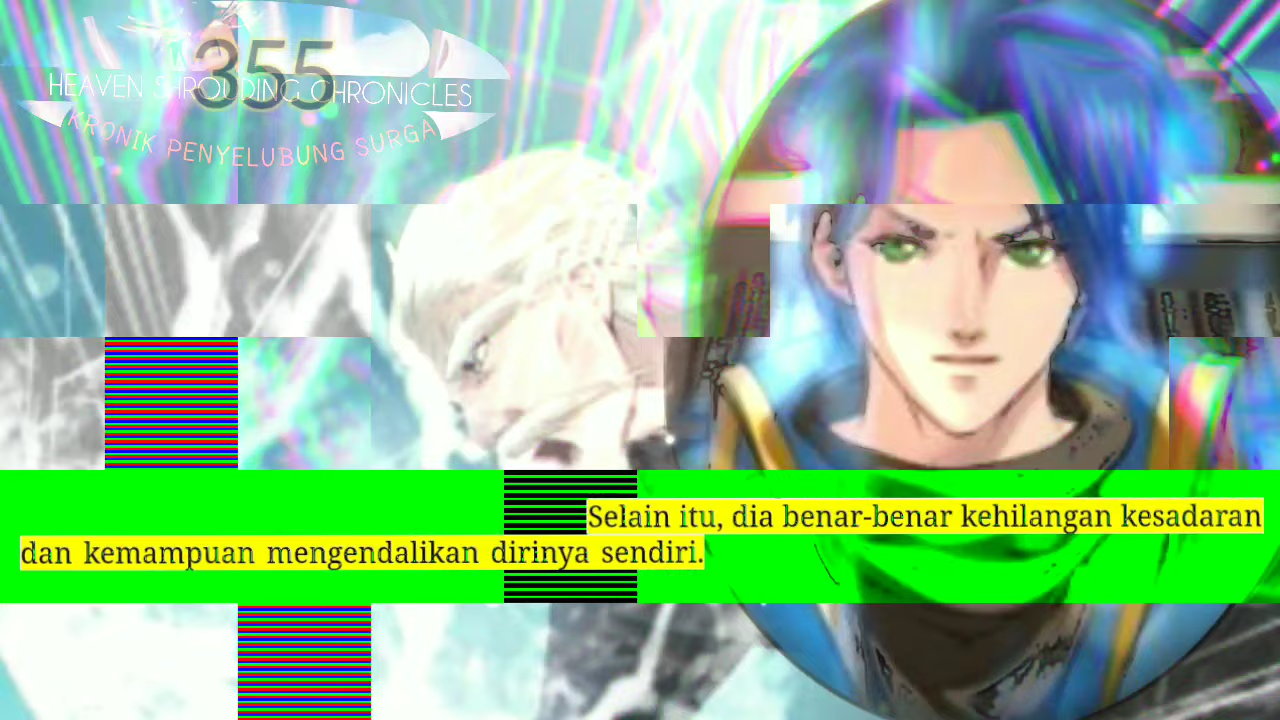 355
HEAVEN SHROUDING CHRONICLES
KRONIK PENYELUBUNG SURGA
Selain itu, dia benar-benar kehilangan kesadaran
dan kemampuan mengendalikan dirinya sendiri.